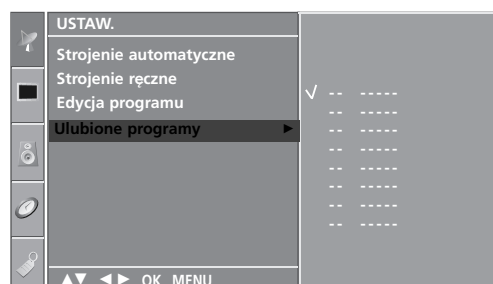 USTAW.
Strojenie automatyczne
Strojenie ręczne
Edycja programu
Ulubione programy ►
√ -- -----
-- -----
-- -----
-- -----
-- -----
-- -----
-- -----
-- -----
▲▼ ◄► OK MENU